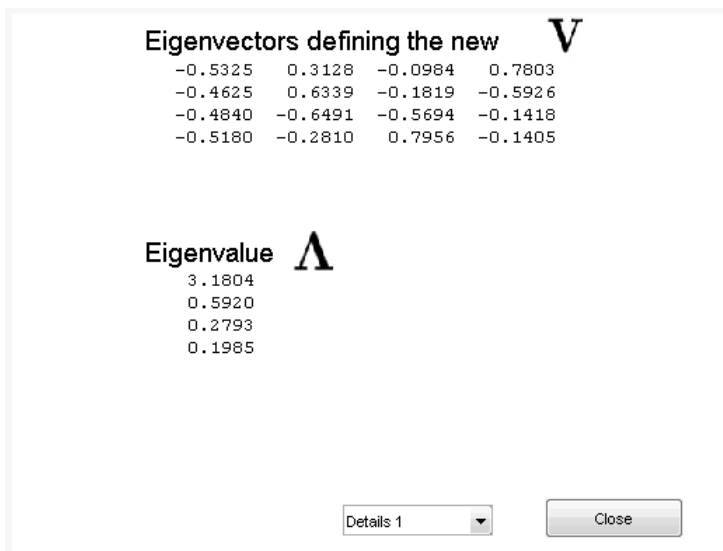 Eigenvectors defining the new V
-0.5325 0.3128 -0.0984 0.7803
-0.4625 0.6339 -0.1819 -0.5926
-0.4840 -0.6491 -0.5694 -0.1418
-0.5180 -0.2810 0.7956 -0.1405
Eigenvalue Λ
3.1804
0.5920
0.2793
0.1985
Details 1
Close